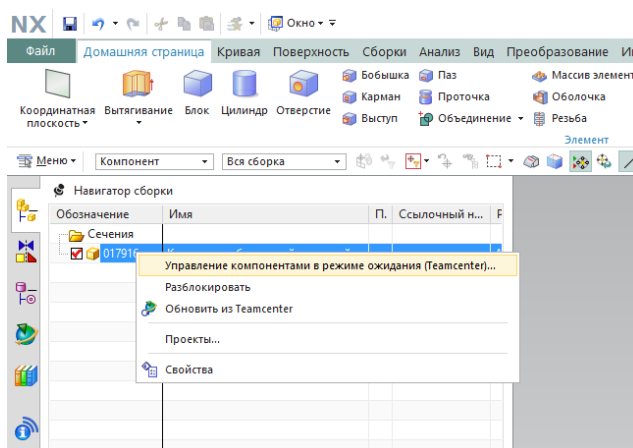 NX Окно
Файл Домашняя страница Кривая Поверхность Сборки Анализ Вид Преобразование
Координатная плоскость Вытягивание Блок Цилиндр Отверстие
Бобышка Паз Массив элемент
Карман Проточка Оболочка
Выступ Объединение Резьба
Элемент
Меню Компонент Вся сборка
Навигатор сборки
Обозначение Имя П. Ссылочный н... Р
Сечения
017916
Управление компонентами в режиме ожидания (Teamcenter)...
Разблокировать
Обновить из Teamcenter
Проекты...
Свойства